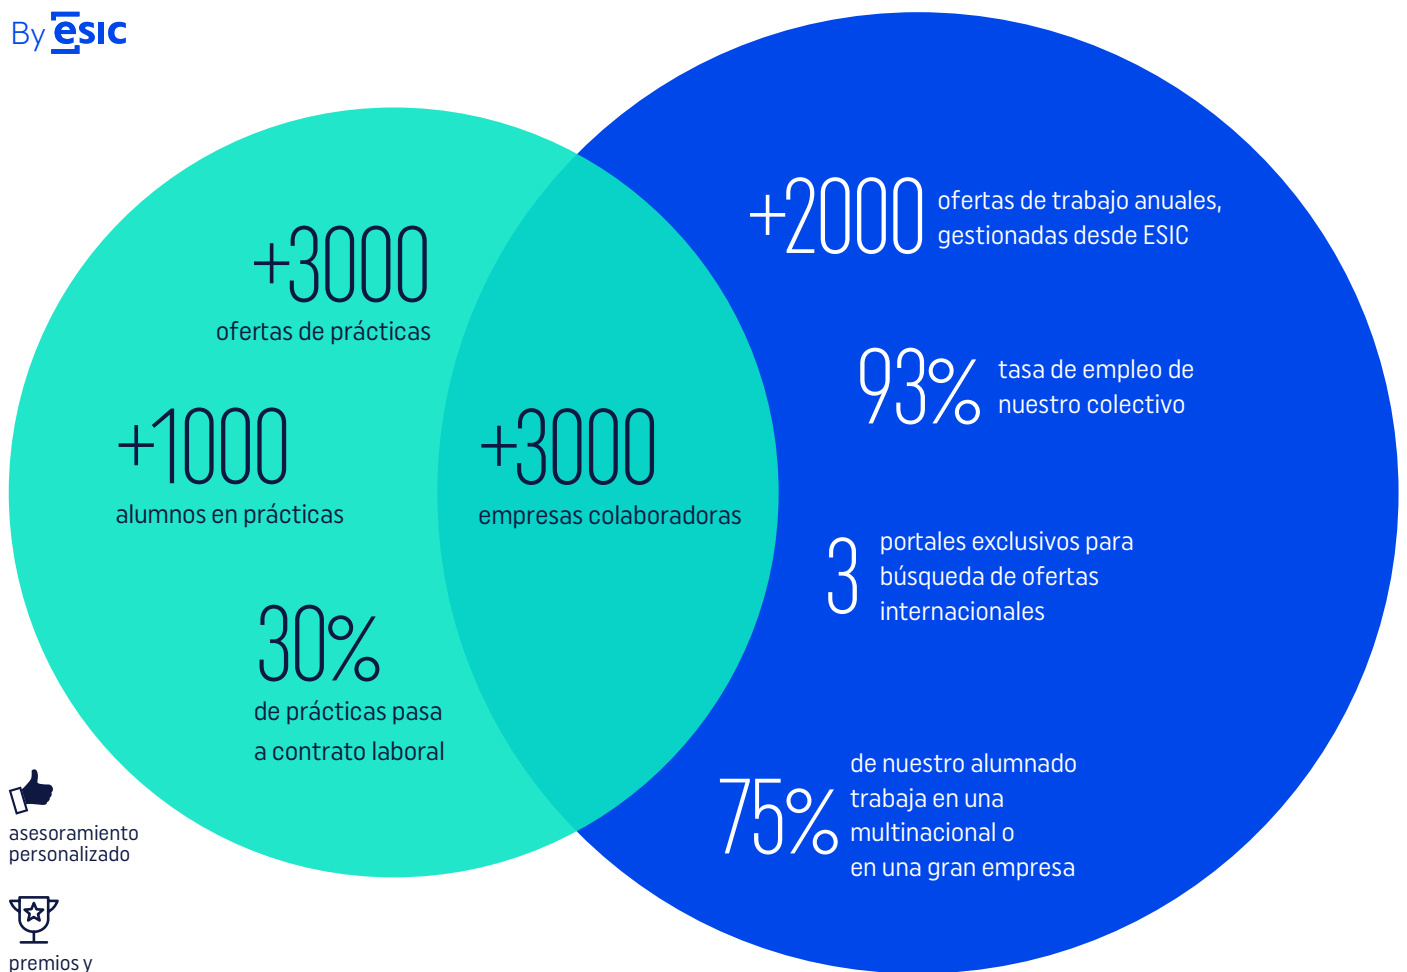 By esic
+3000
ofertas de prácticas
+1000
alumnos en prácticas
30%
de prácticas pasa
a contrato laboral
+3000
empresas colaboradoras
+2000
ofertas de trabajo anuales,
gestionadas desde ESIC
93%
tasa de empleo de
nuestro colectivo
3
portales exclusivos para
búsqueda de ofertas
internacionales
75%
de nuestro alumnado
trabaja en una
multinacional o
en una gran empresa
asesoramiento
personalizado
premios y